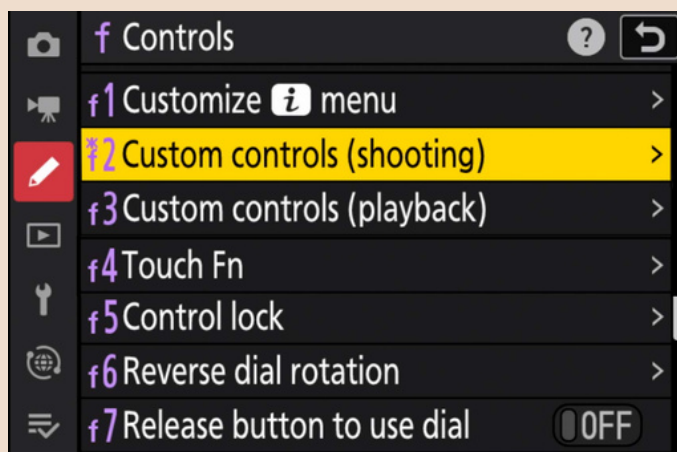 f Controls ?
f1 Customize i menu >
*f2 Custom controls (shooting) >
f3 Custom controls (playback) >
f4 Touch Fn >
f5 Control lock >
f6 Reverse dial rotation >
f7 Release button to use dial OFF